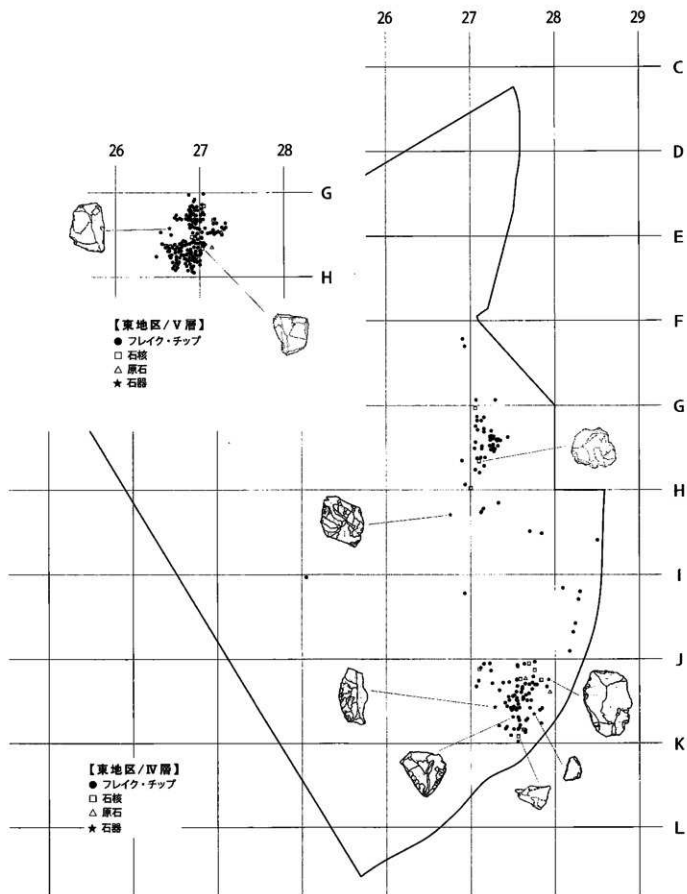 26 27 28 29
C
D
26 27 28
G
E
H
F
【東地区/Ⅴ層】
● フレイク・チップ
□ 石核
△ 原石
★ 石器
G
H
I
J
K
【東地区/Ⅳ層】
● フレイク・チップ
□ 石核
△ 原石
★ 石器
L